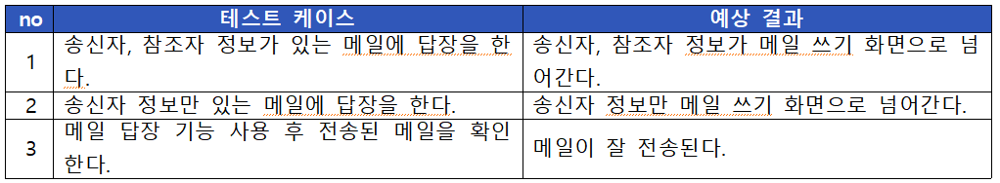 no 테스트 케이스 예상 결과
1 송신자, 참조자 정보가 있는 메일에 답장을 한 송신자, 참조자 정보가 메일 쓰기 화면으로 넘
다. 어간다.
2 송신자 정보만 있는 메일에 답장을 한다. 송신자 정보만 메일 쓰기 화면으로 넘어간다.
3 메일 답장 기능 사용 후 전송된 메일을 확인 메일이 잘 전송된다.
한다.